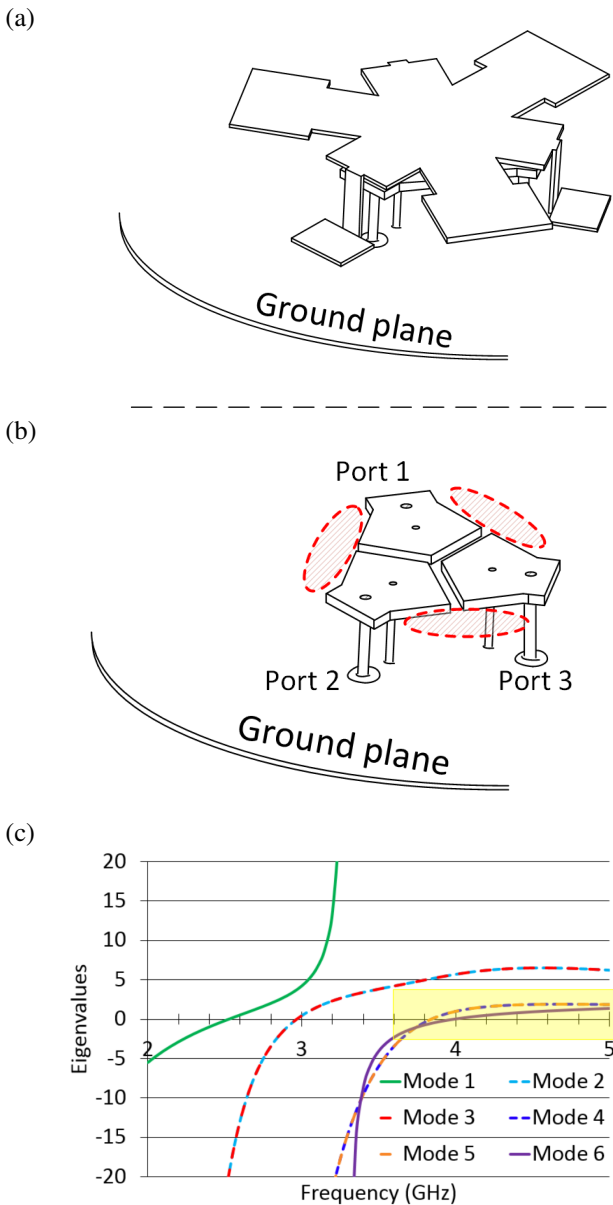 (a)
Ground plane
(b)
Port 1
Port 2
Port 3
Ground plane
(c)
20
15
10
5
0
-5
-10
-15
-20
Eigenvalues
2
3
4
5
Mode 1
Mode 2
Mode 3
Mode 4
Mode 5
Mode 6
Frequency (GHz)